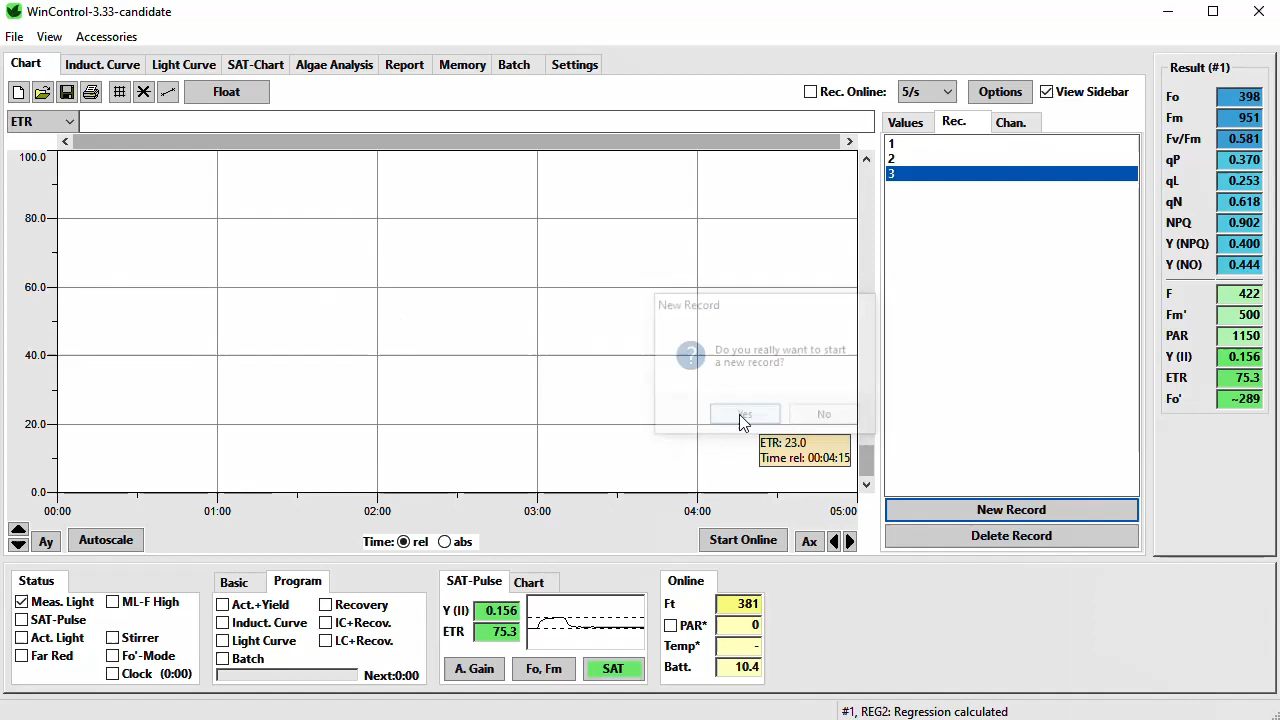 WinControl-3.33-candidate
File View Accessories
Chart Induct. Curve Light Curve SAT-Chart Algae Analysis Report Memory Batch Settings
Float Rec. Online: 5/s Options View Sidebar
ETR
Values Rec. Chan.
1
2
3
100.0
80.0
60.0
40.0
20.0
0.0
00:00 01:00 02:00 03:00 04:00 05:00
New Record
Do you really want to start
a new record?
Yes No
ETR: 23.0
Time rel: 00:04:15
Ay Autoscale Time: rel abs Start Online Ax
New Record
Delete Record
Result (#1)
Fo 398
Fm 951
Fv/Fm 0.581
qP 0.370
qL 0.253
qN 0.618
NPQ 0.902
Y (NPQ) 0.400
Y (NO) 0.444
F 422
Fm' 500
PAR 1150
Y (II) 0.156
ETR 75.3
Fo' ~289
Status
Meas. Light ML-F High
SAT-Pulse
Act. Light Stirrer
Far Red Fo'-Mode
Clock (0:00)
Basic Program
Act.+Yield Recovery
Induct. Curve IC+Recov.
Light Curve LC+Recov.
Batch
Next:0:00
SAT-Pulse Chart
Y (II) 0.156
ETR 75.3
A. Gain Fo, Fm SAT
Online
Ft 381
PAR* 0
Temp* -
Batt. 10.4
#1, REG2: Regression calculated